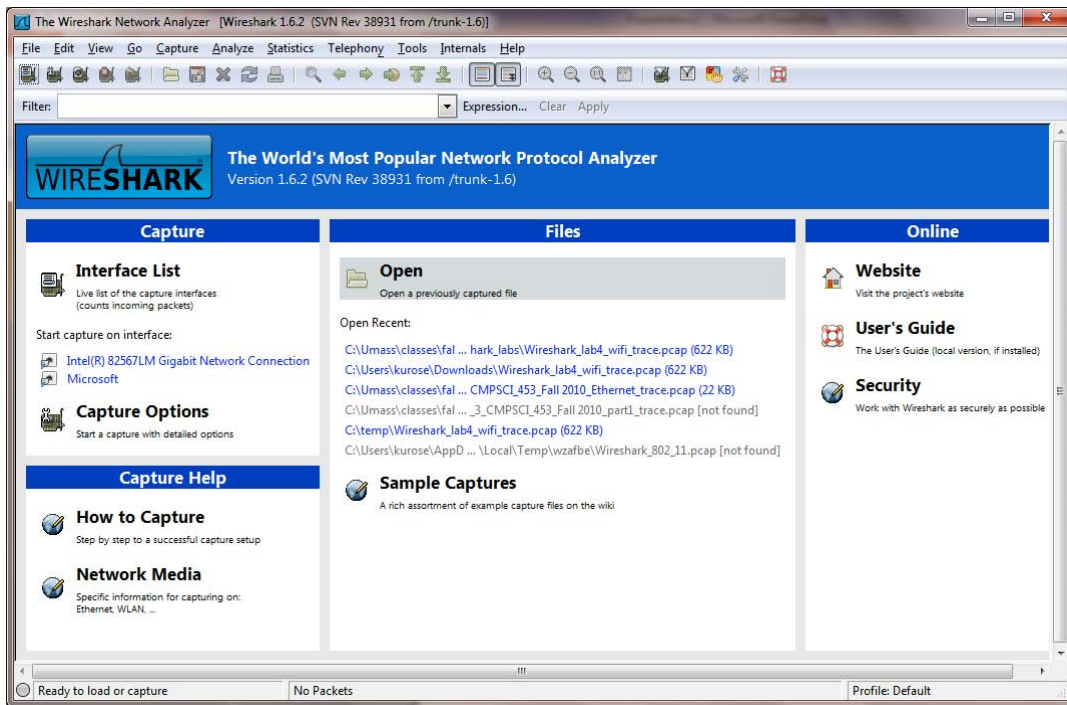 The Wireshark Network Analyzer [Wireshark 1.6.2 (SVN Rev 38931 from /trunk-1.6)]
File Edit View Go Capture Analyze Statistics Telephony Tools Internals Help
Filter: Expression... Clear Apply
WIRESHARK
The World's Most Popular Network Protocol Analyzer
Version 1.6.2 (SVN Rev 38931 from /trunk-1.6)
Capture
Interface List
Live list of the capture interfaces
(counts incoming packets)
Start capture on interface:
Intel(R) 82567LM Gigabit Network Connection
Microsoft
Capture Options
Start a capture with detailed options
Capture Help
How to Capture
Step by step to a successful capture setup
Network Media
Specific information for capturing on:
Ethernet, WLAN, ...
Files
Open
Open a previously captured file
Open Recent:
C:\Umass\classes\fal ... hark_labs\Wireshark_lab4_wifi_trace.pcap (622 KB)
C:\Users\kurose\Downloads\Wireshark_lab4_wifi_trace.pcap (622 KB)
C:\Umass\classes\fal ... CMPSCI_453_Fall 2010_Ethernet_trace.pcap (22 KB)
C:\Umass\classes\fal ... _3_CMPSCI_453_Fall 2010_part1_trace.pcap [not found]
C:\temp\Wireshark_lab4_wifi_trace.pcap (622 KB)
C:\Users\kurose\AppD ... \Local\Temp\wzafbe\Wireshark_802_11.pcap [not found]
Sample Captures
A rich assortment of example capture files on the wiki
Online
Website
Visit the project's website
User's Guide
The User's Guide (local version, if installed)
Security
Work with Wireshark as securely as possible
Ready to load or capture
No Packets
Profile: Default